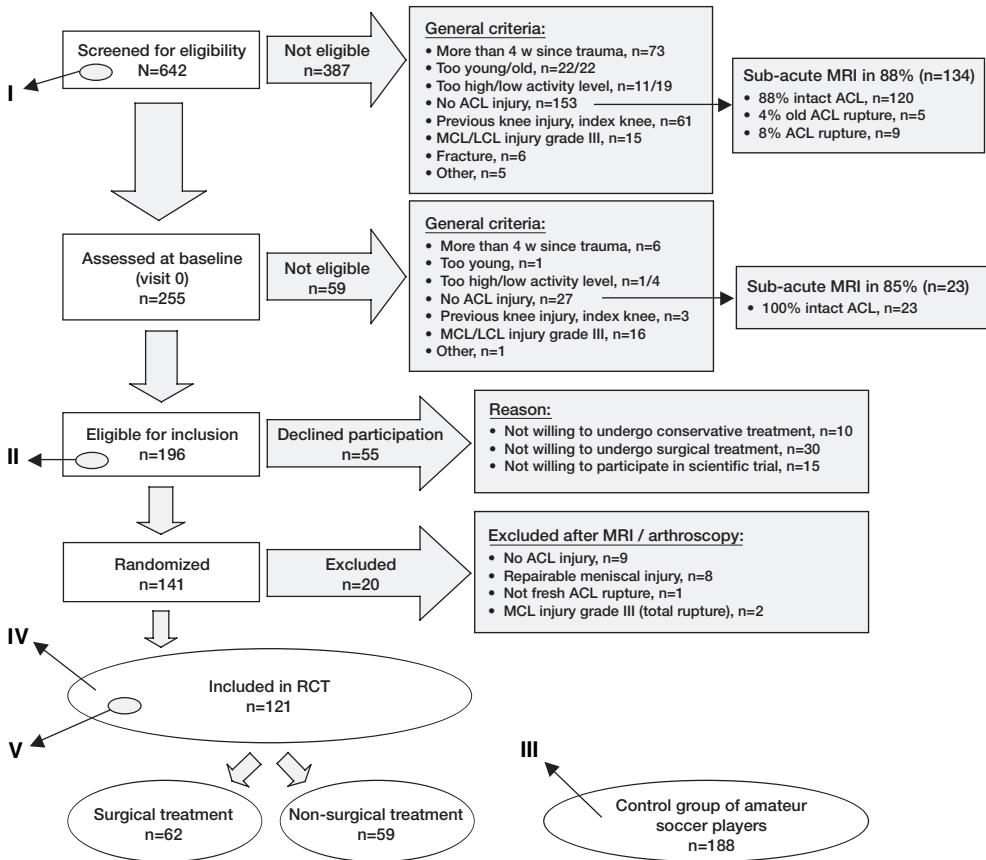 Screened for eligibility
N=642
I
Not eligible
n=387
General criteria:
• More than 4 w since trauma, n=73
• Too young/old, n=22/22
• Too high/low activity level, n=11/19
• No ACL injury, n=153
• Previous knee injury, index knee, n=61
• MCL/LCL injury grade III, n=15
• Fracture, n=6
• Other, n=5
Sub-acute MRI in 88% (n=134)
• 88% intact ACL, n=120
• 4% old ACL rupture, n=5
• 8% ACL rupture, n=9
Assessed at baseline
(visit 0)
n=255
Not eligible
n=59
General criteria:
• More than 4 w since trauma, n=6
• Too young, n=1
• Too high/low activity level, n=1/4
• No ACL injury, n=27
• Previous knee injury, index knee, n=3
• MCL/LCL injury grade III, n=16
• Other, n=1
Sub-acute MRI in 85% (n=23)
• 100% intact ACL, n=23
Eligible for inclusion
n=196
II
Declined participation
n=55
Reason:
• Not willing to undergo conservative treatment, n=10
• Not willing to undergo surgical treatment, n=30
• Not willing to participate in scientific trial, n=15
Randomized
n=141
Excluded
n=20
Excluded after MRI / arthroscopy:
• No ACL injury, n=9
• Repairable meniscal injury, n=8
• Not fresh ACL rupture, n=1
• MCL injury grade III (total rupture), n=2
IV
Included in RCT
n=121
V
Surgical treatment
n=62
Non-surgical treatment
n=59
III
Control group of amateur
soccer players
n=188